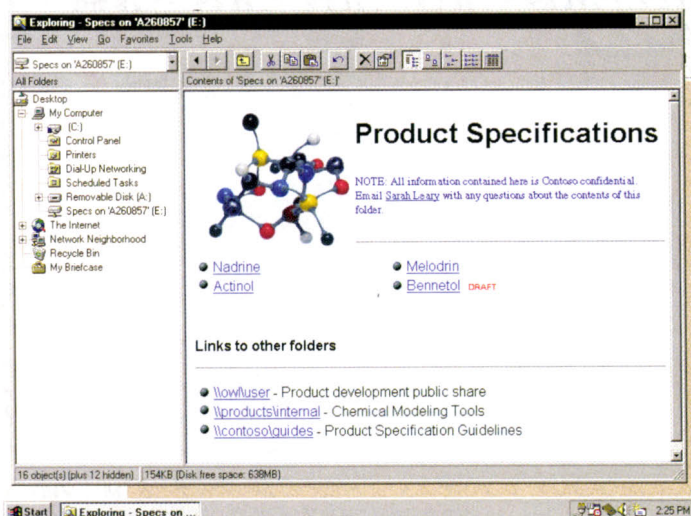 Exploring - Specs on 'A260857' (E:)
File Edit View Go Favorites Tools Help
Specs on 'A260857' (E:)
All Folders
Contents of 'Specs on 'A260857' (E:)'
Desktop
My Computer
(C:)
Control Panel
Printers
Dial-Up Networking
Scheduled Tasks
Removable Disk (A:)
Specs on 'A260857' (E:)
The Internet
Network Neighborhood
Recycle Bin
My Briefcase
Product Specifications
NOTE: All information contained here is Contoso confidential.
Email Sarah Leary with any questions about the contents of this
folder.
Nadrine
Melodrin
Actinol
Bennetol DRAFT
Links to other folders
\\owl\user - Product development public share
\\products\internal - Chemical Modeling Tools
\\contoso\guides - Product Specification Guidelines
16 object(s) (plus 12 hidden) 154KB (Disk free space: 638MB)
Start Exploring - Specs on ... 2:25 PM